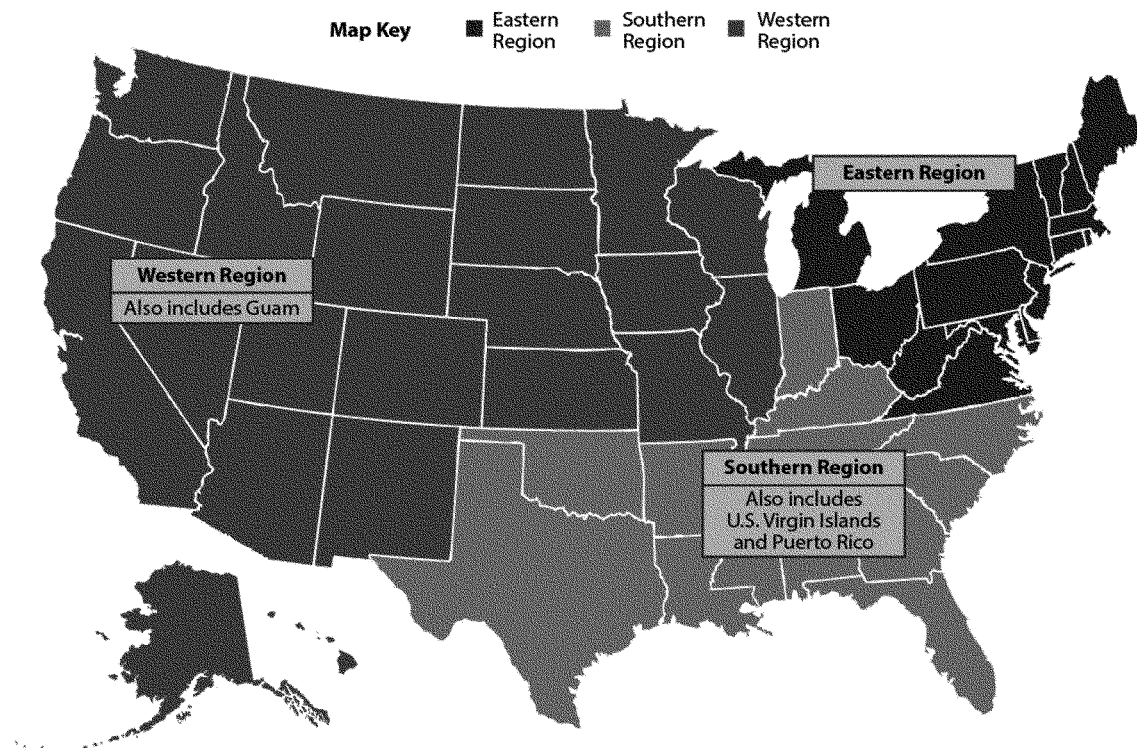 Map Key
Eastern
Region
Southern
Region
Western
Region
Eastern Region
Western Region
Also includes Guam
Southern Region
Also includes
U.S. Virgin Islands
and Puerto Rico